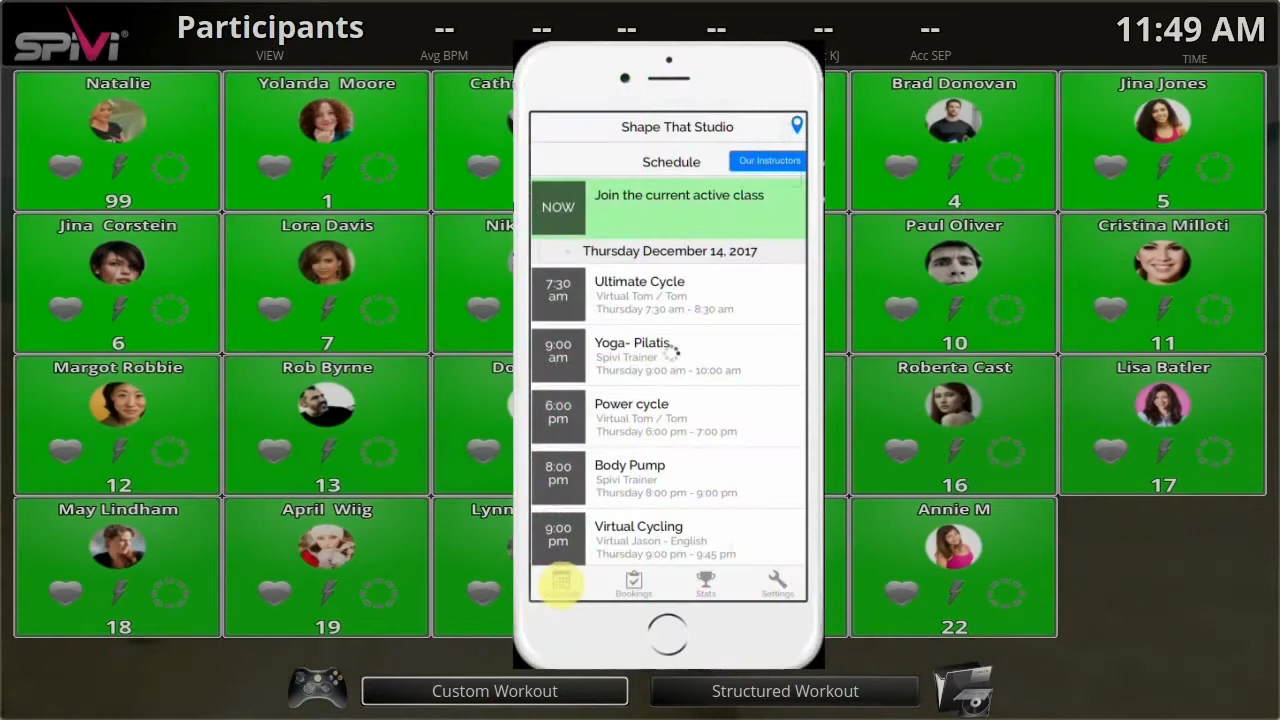 SPiVi®
Participants
VIEW
--
Avg BPM
--
--
--
--
KJ
--
Acc SEP
11:49 AM
TIME
Natalie
99
Yolanda Moore
1
Cath
Brad Donovan
4
Jina Jones
5
Jina Corstein
6
Lora Davis
7
Nik
Paul Oliver
10
Cristina Milloti
11
Margot Robbie
12
Rob Byrne
13
Do
Roberta Cast
16
Lisa Batler
17
May Lindham
18
April Wiig
19
Lynn
Annie M
22
Shape That Studio
Schedule
Our Instructors
NOW
Join the current active class
Thursday December 14, 2017
7:30 am
Ultimate Cycle
Virtual Tom / Tom
Thursday 7:30 am - 8:30 am
9:00 am
Yoga- Pilatis
Spivi Trainer
Thursday 9:00 am - 10:00 am
6:00 pm
Power cycle
Virtual Tom / Tom
Thursday 6:00 pm - 7:00 pm
8:00 pm
Body Pump
Spivi Trainer
Thursday 8:00 pm - 9:00 pm
9:00 pm
Virtual Cycling
Virtual Jason - English
Thursday 9:00 pm - 9:45 pm
Bookings
Stats
Settings
Custom Workout
Structured Workout